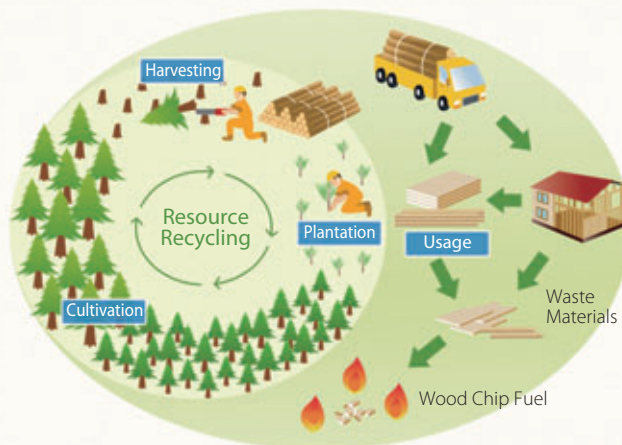 Harvesting
Resource
Recycling
Plantation
Usage
Cultivation
Waste
Materials
Wood Chip Fuel